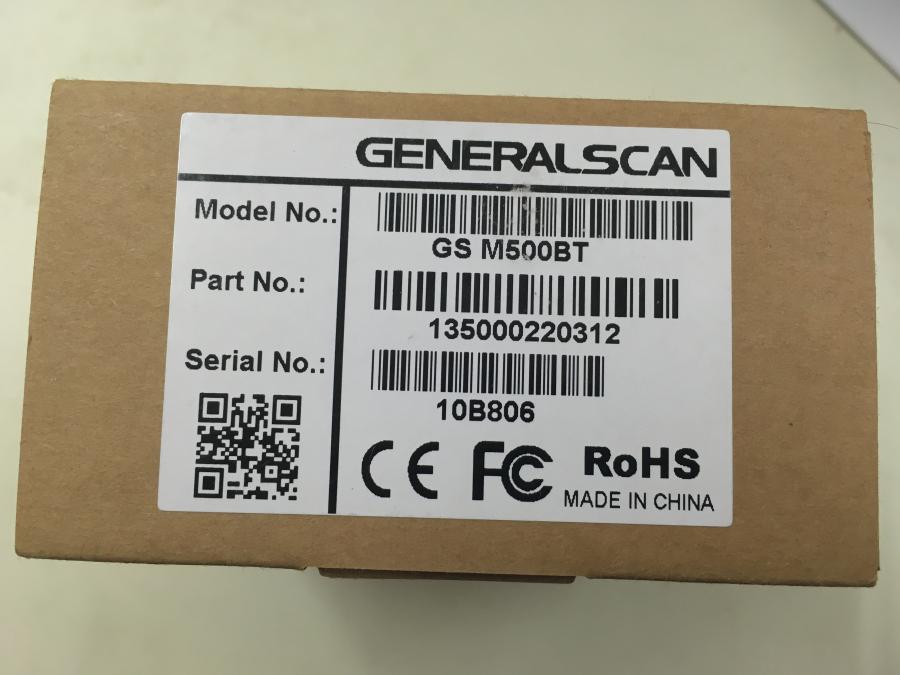 GENERALSCAN
Model No.:
GS M500BT
Part No.:
135000220312
Serial No.:
10B806
CE FC RoHS
MADE IN CHINA